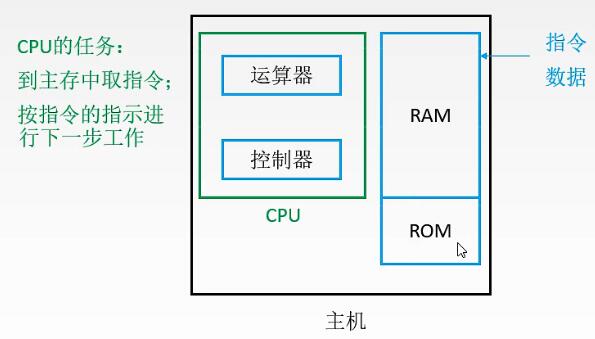 CPU的任务：
到主存中取指令；
按指令的指示进
行下一步工作
运算器
控制器
CPU
RAM
ROM
指令
数据
主机